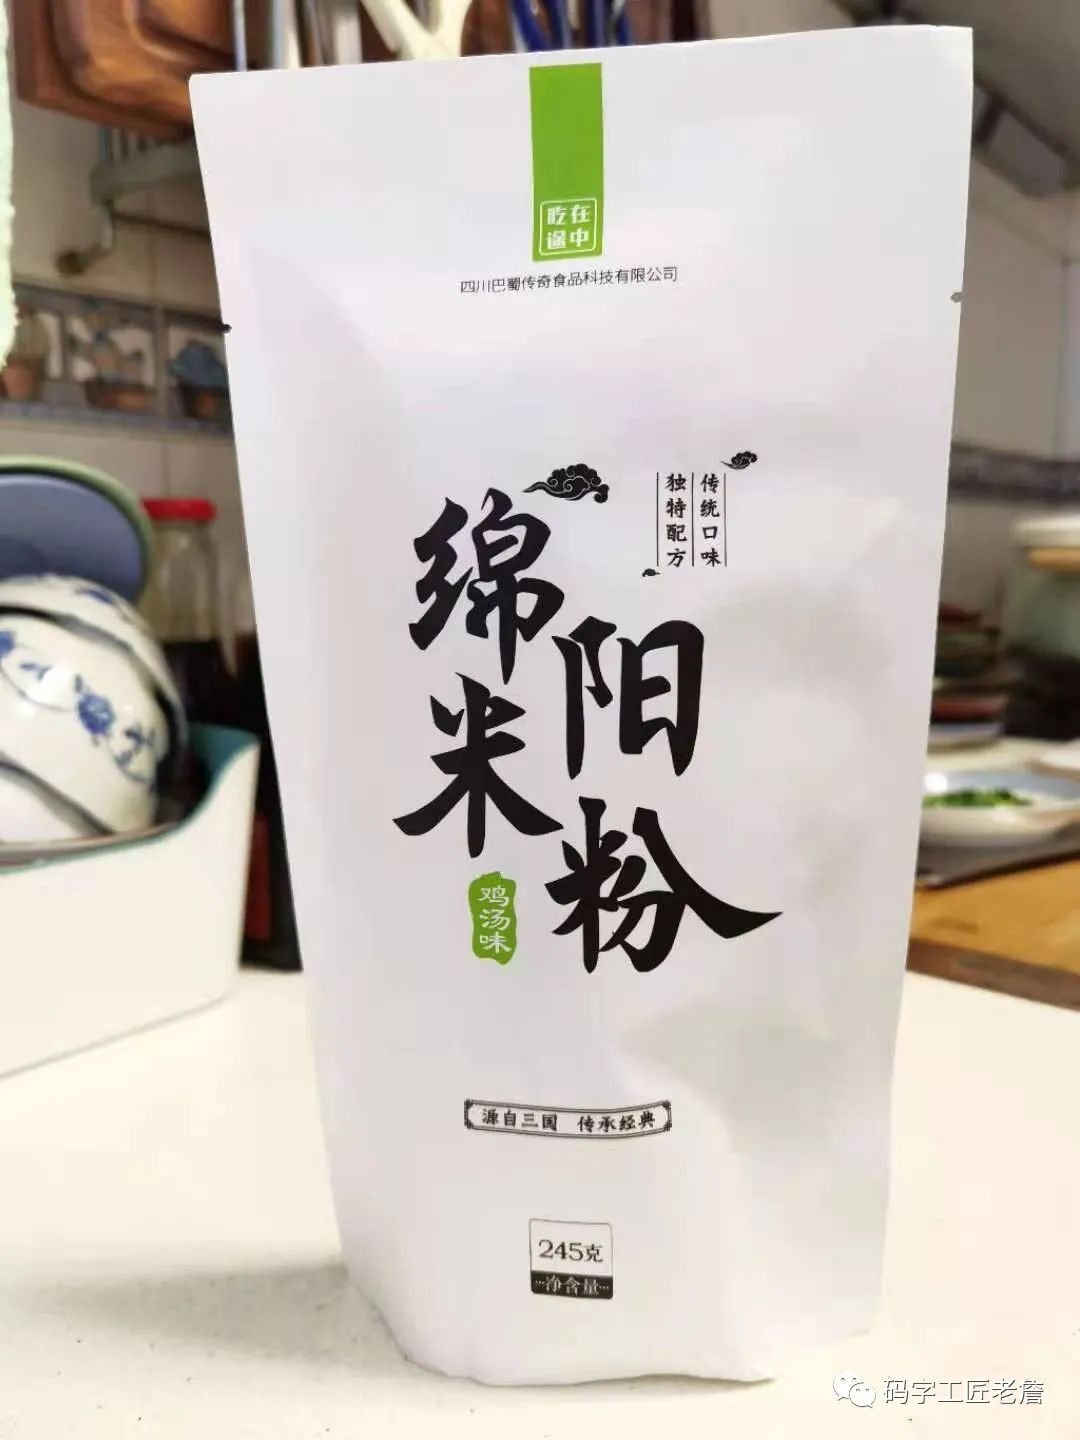 吃在
途中
四川巴蜀传奇食品科技有限公司
传统口味
独特配方
绵阳
米粉
鸡汤味
源自三国 传承经典
245克
净含量
码字工匠老詹